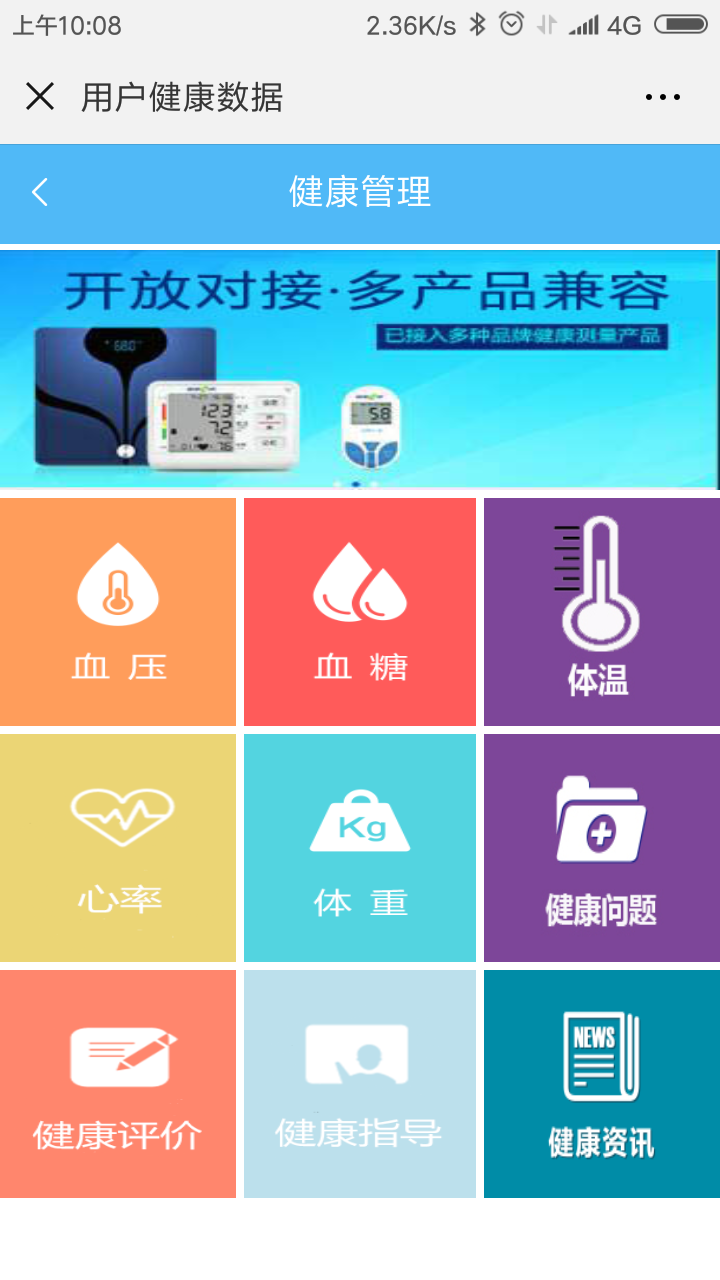 上午10:08
2.36K/s
4G
用户健康数据
健康管理
开放对接·多产品兼容
已接入多种品牌健康测量产品
680
123
72
76
5.8
血 压
血 糖
体温
心率
Kg
体 重
健康问题
健康评价
健康指导
NEWS
健康资讯